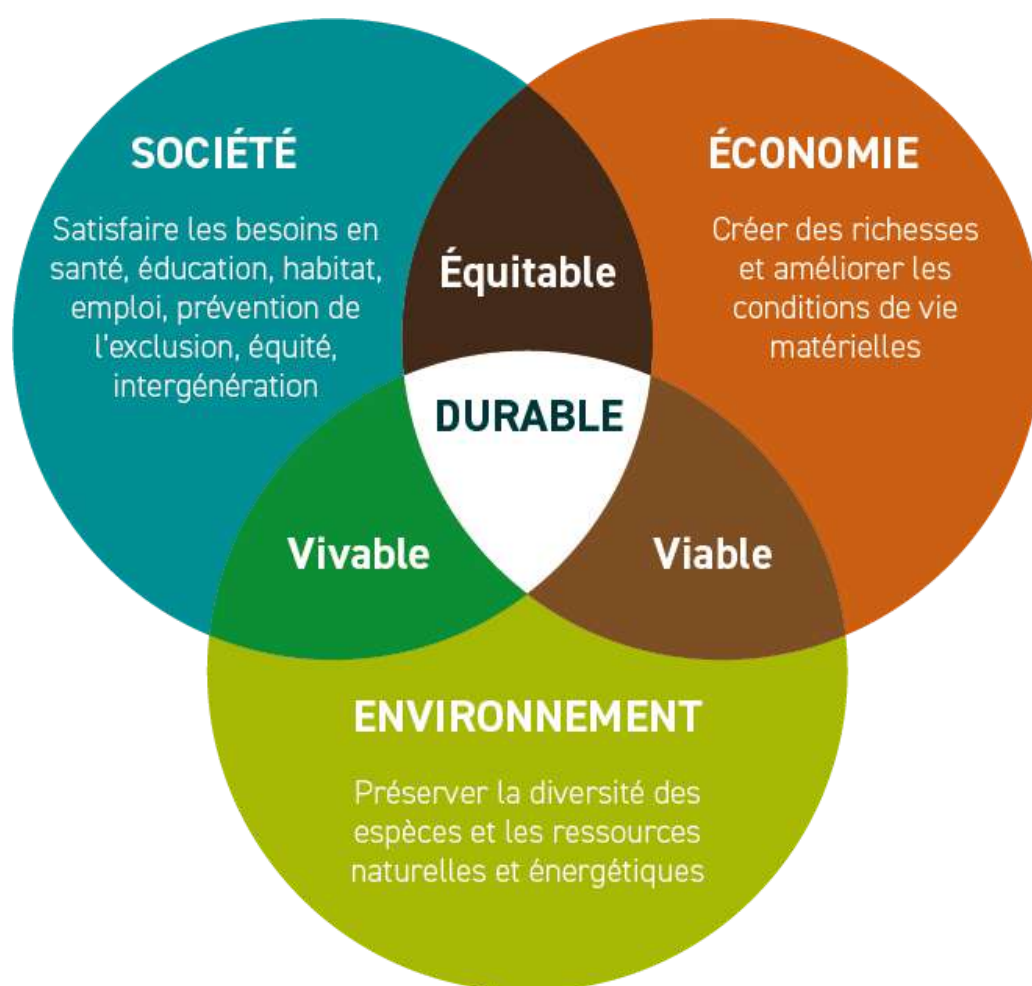 SOCIÉTÉ
Satisfaire les besoins en
santé, éducation, habitat,
emploi, prévention de
l'exclusion, équité,
intergénération
ÉCONOMIE
Créer des richesses
et améliorer les
conditions de vie
matérielles
Équitable
DURABLE
Vivable
Viable
ENVIRONNEMENT
Préserver la diversité des
espèces et les ressources
naturelles et énergétiques